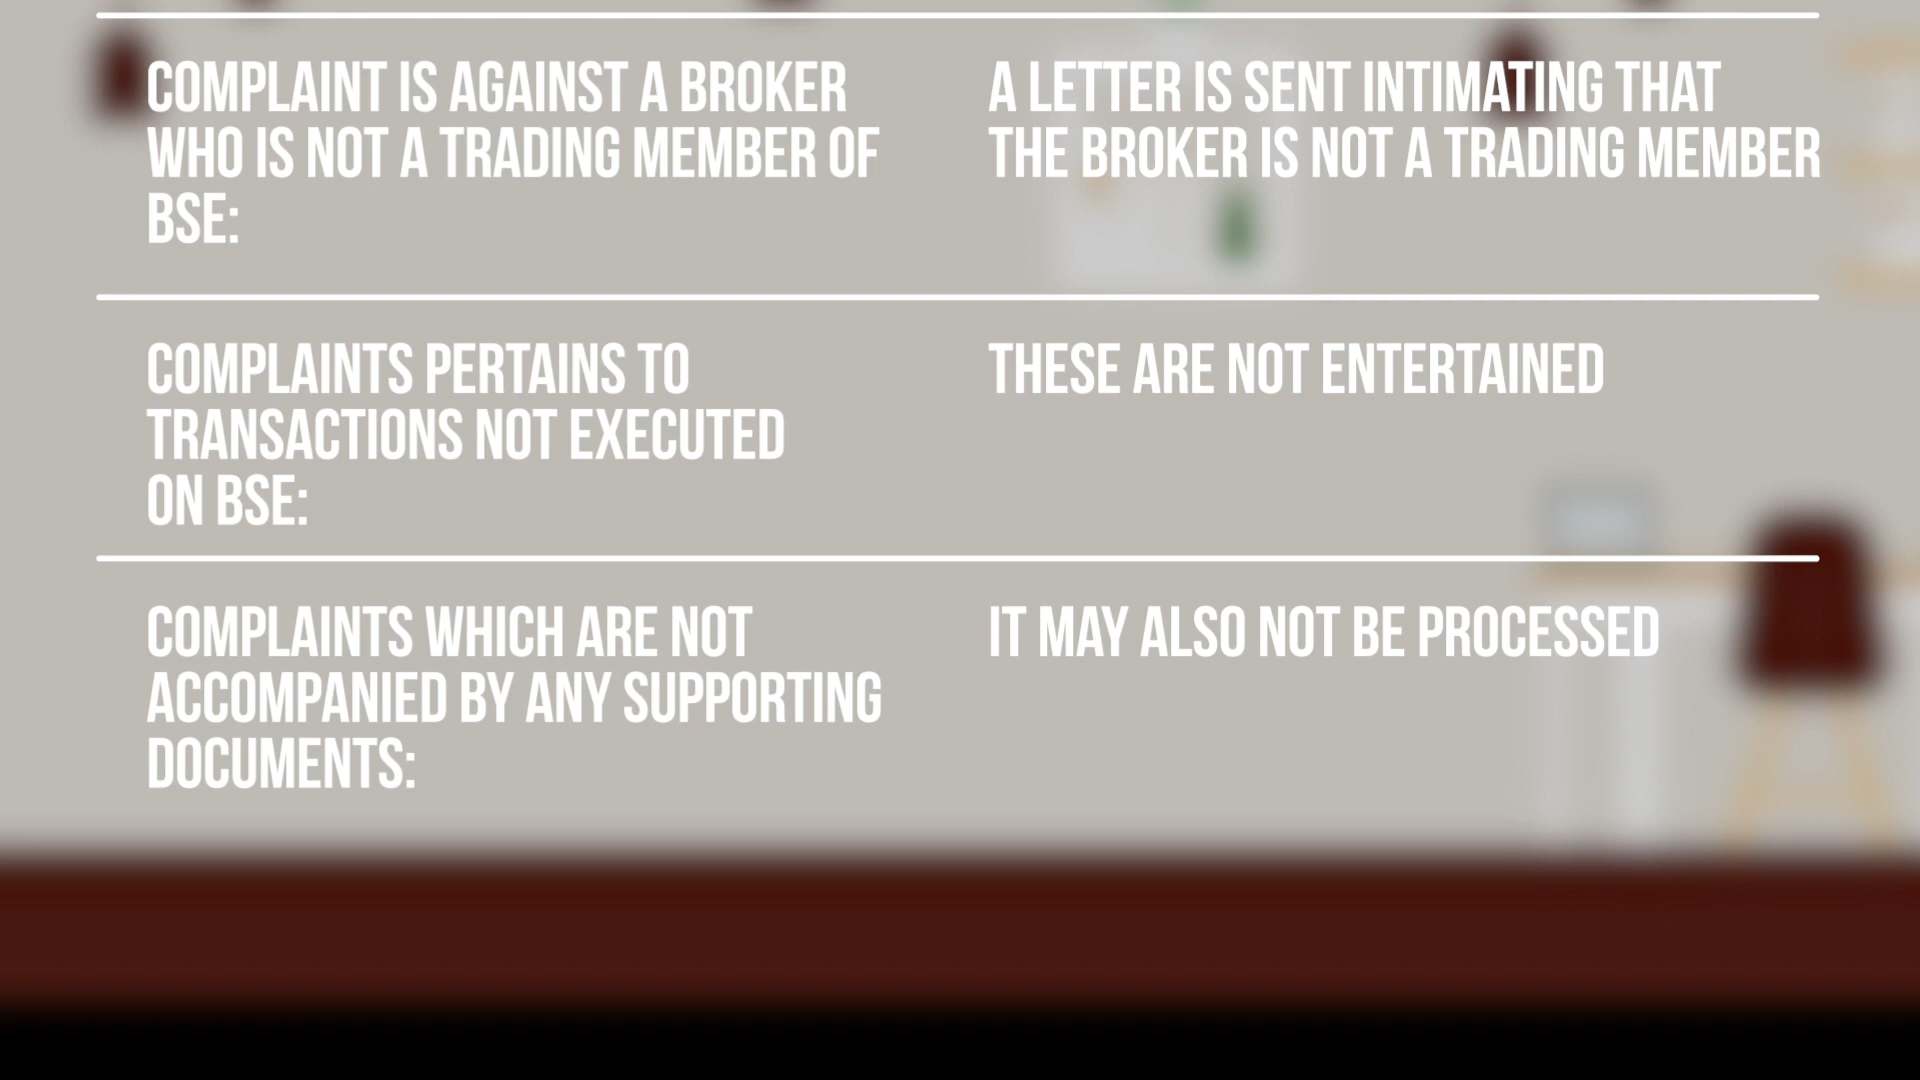 COMPLAINT IS AGAINST A BROKER
WHO IS NOT A TRADING MEMBER OF
BSE:
A LETTER IS SENT INTIMATING THAT
THE BROKER IS NOT A TRADING MEMBER
COMPLAINTS PERTAINS TO
TRANSACTIONS NOT EXECUTED
ON BSE:
THESE ARE NOT ENTERTAINED
COMPLAINTS WHICH ARE NOT
ACCOMPANIED BY ANY SUPPORTING
DOCUMENTS:
IT MAY ALSO NOT BE PROCESSED